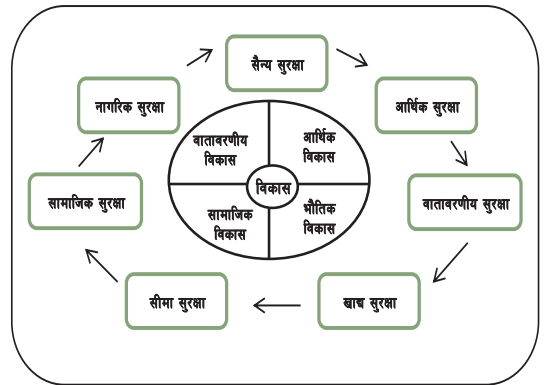 सैन्य सुरक्षा
नागरिक सुरक्षा
आर्थिक सुरक्षा
वातावरणीय
विकास
आर्थिक
विकास
विकास
सामाजिक सुरक्षा
वातावरणीय सुरक्षा
सामाजिक
विकास
भौतिक
विकास
सीमा सुरक्षा
खाद्य सुरक्षा